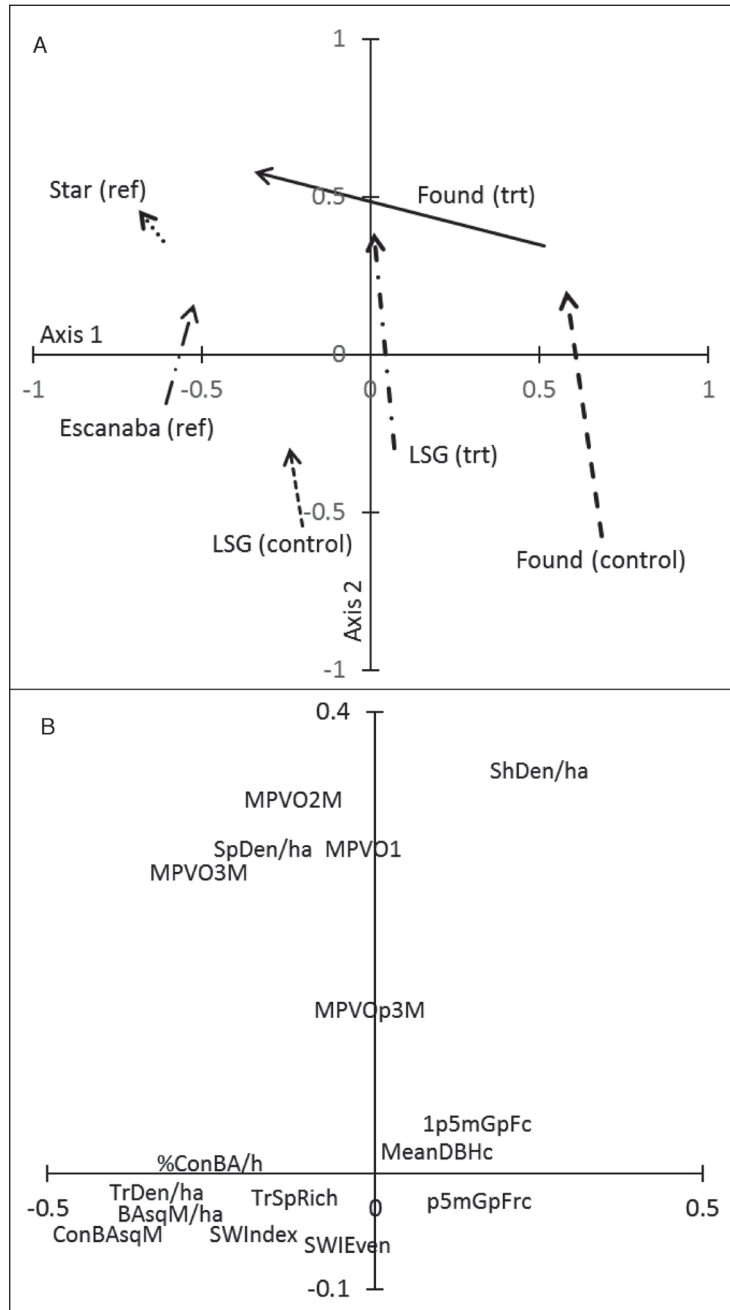 A
1
Star (ref)
0.5
Found (trt)
Axis 1
0
-1
-0.5
0
0.5
1
Escanaba (ref)
LSG (trt)
-0.5
LSG (control)
Found (control)
Axis 2
-1
B
0.4
ShDen/ha
MPVO2M
SpDen/ha
MPVO1
MPVO3M
MPVOp3M
1p5mGpFc
MeanDBHc
%ConBA/h
-0.5
TrDen/ha
TrSpRich
0
p5mGpFrc
0.5
BAsqM/ha
ConBAsqM
SWIndex
SWIEven
-0.1